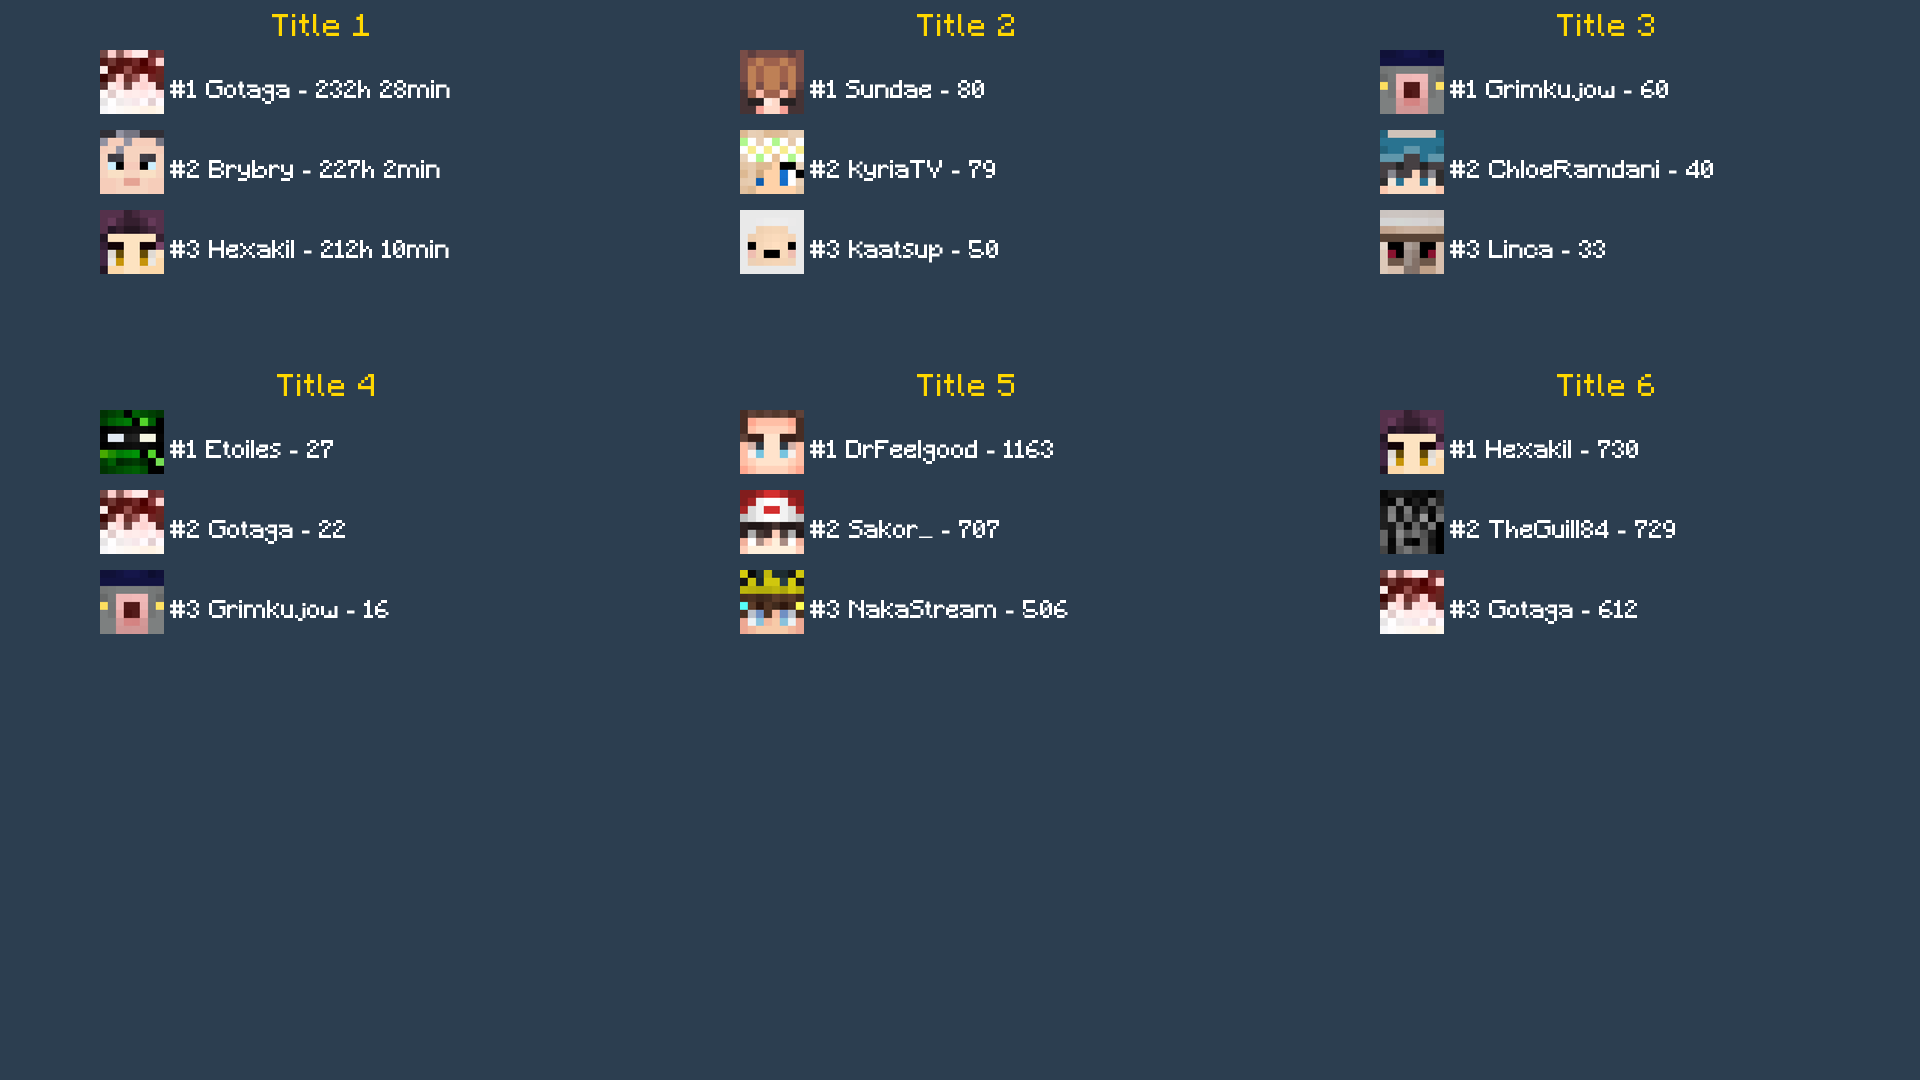 Title 1
#1 Gotaga - 232h 28min
#2 Brybry - 227h 2min
#3 Hexakil - 212h 10min
Title 2
#1 Sundae - 80
#2 KyriaTV - 79
#3 Kaatsup - 50
Title 3
#1 Grimkujow - 60
#2 ChloeRamdani - 40
#3 Linca - 33
Title 4
#1 Etoiles - 27
#2 Gotaga - 22
#3 Grimkujow - 16
Title 5
#1 DrFeelgood - 1163
#2 Sakor_ - 707
#3 NakaStream - 506
Title 6
#1 Hexakil - 730
#2 TheGuill84 - 729
#3 Gotaga - 612